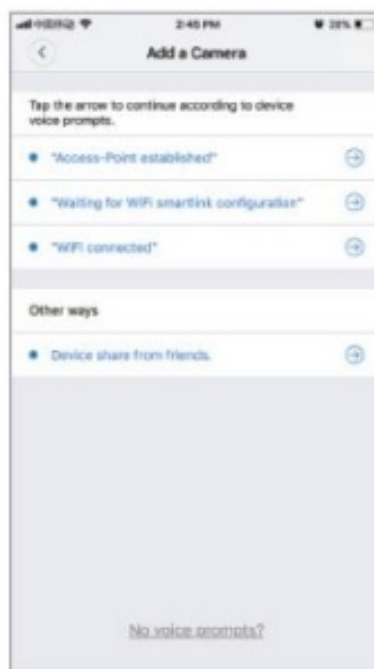 2:45 PM
Add a Camera
Tap the arrow to continue according to device
voice prompts.
"Access-Point established"
"Waiting for WiFi smartlink configuration"
"WiFi connected"
Other ways
Device share from friends.
No voice prompts?